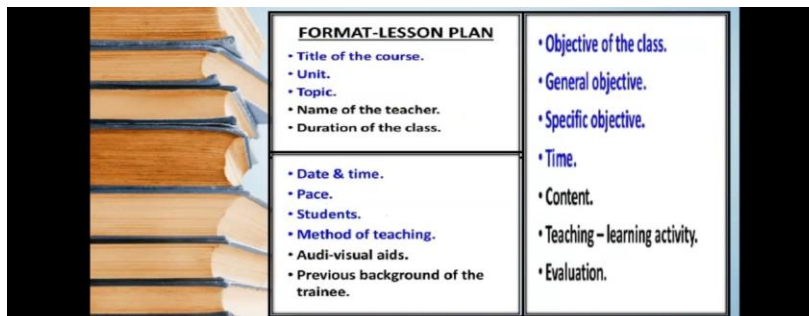 FORMAT-LESSON PLAN
• Title of the course.
• Unit.
• Topic.
• Name of the teacher.
• Duration of the class.
• Date & time.
• Pace.
• Students.
• Method of teaching.
• Audi-visual aids.
• Previous background of the
trainee.
• Objective of the class.
• General objective.
• Specific objective.
• Time.
• Content.
• Teaching – learning activity.
• Evaluation.